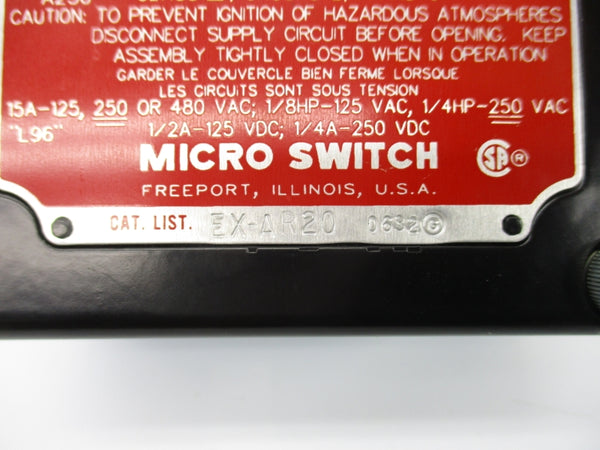 CAUTION: TO PREVENT IGNITION OF HAZARDOUS ATMOSPHERES
DISCONNECT SUPPLY CIRCUIT BEFORE OPENING. KEEP
ASSEMBLY TIGHTLY CLOSED WHEN IN OPERATION
GARDER LE COUVERCLE BIEN FERME LORSQUE
LES CIRCUITS SONT SOUS TENSION
15A-125, 250 OR 480 VAC; 1/8HP-125 VAC, 1/4HP-250 VAC
"L96" 1/2A-125 VDC; 1/4A-250 VDC
MICRO SWITCH SA ®
FREEPORT, ILLINOIS, U.S.A.
CAT. LIST. EX-AR20 0632 G